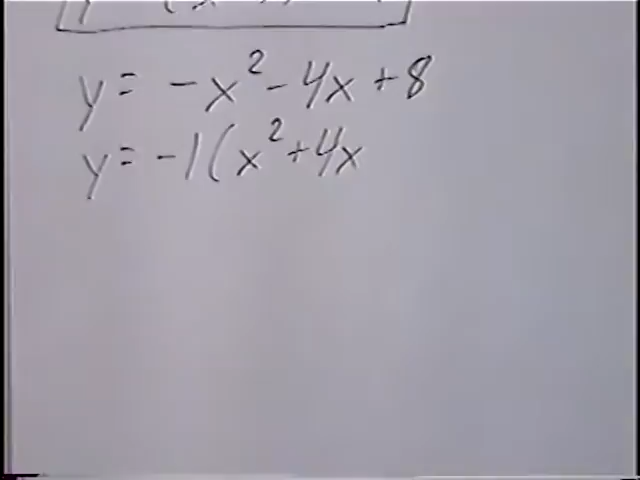 y = -x² - 4x + 8
y = -1(x² + 4x